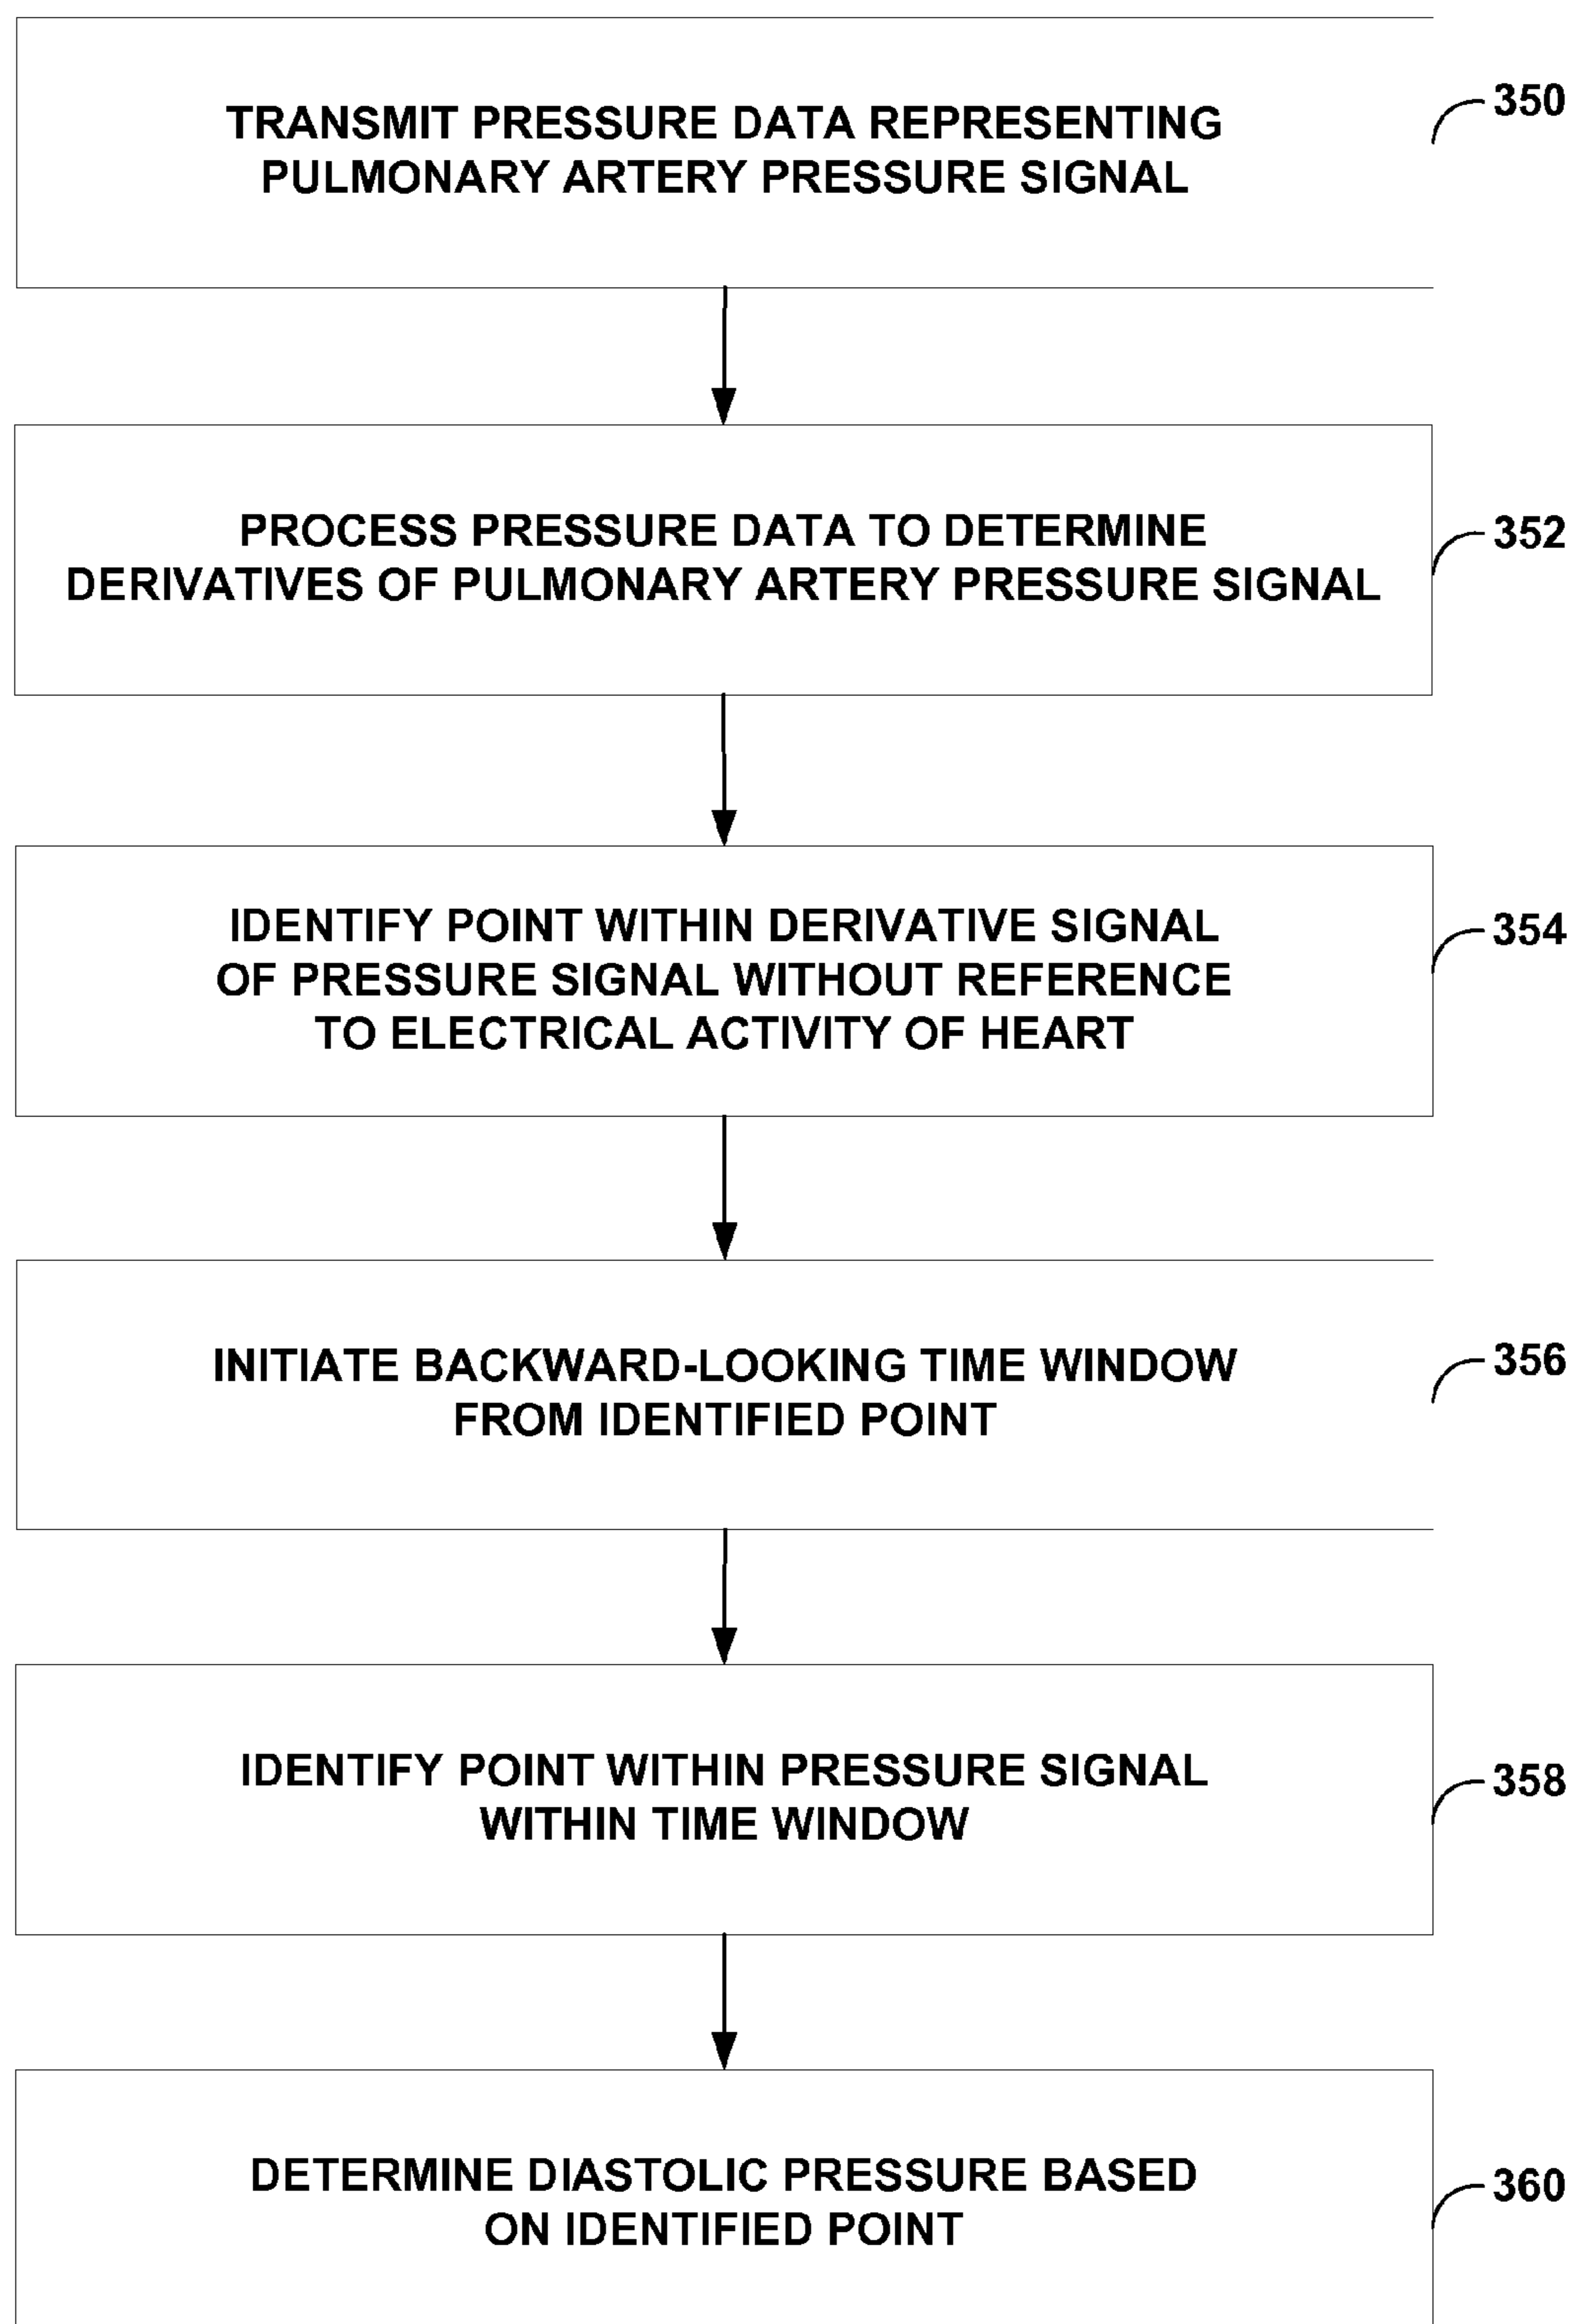 TRANSMIT PRESSURE DATA REPRESENTING
PULMONARY ARTERY PRESSURE SIGNAL
350
PROCESS PRESSURE DATA TO DETERMINE
DERIVATIVES OF PULMONARY ARTERY PRESSURE SIGNAL
352
IDENTIFY POINT WITHIN DERIVATIVE SIGNAL
OF PRESSURE SIGNAL WITHOUT REFERENCE
TO ELECTRICAL ACTIVITY OF HEART
354
INITIATE BACKWARD-LOOKING TIME WINDOW
FROM IDENTIFIED POINT
356
IDENTIFY POINT WITHIN PRESSURE SIGNAL
WITHIN TIME WINDOW
358
DETERMINE DIASTOLIC PRESSURE BASED
ON IDENTIFIED POINT
360